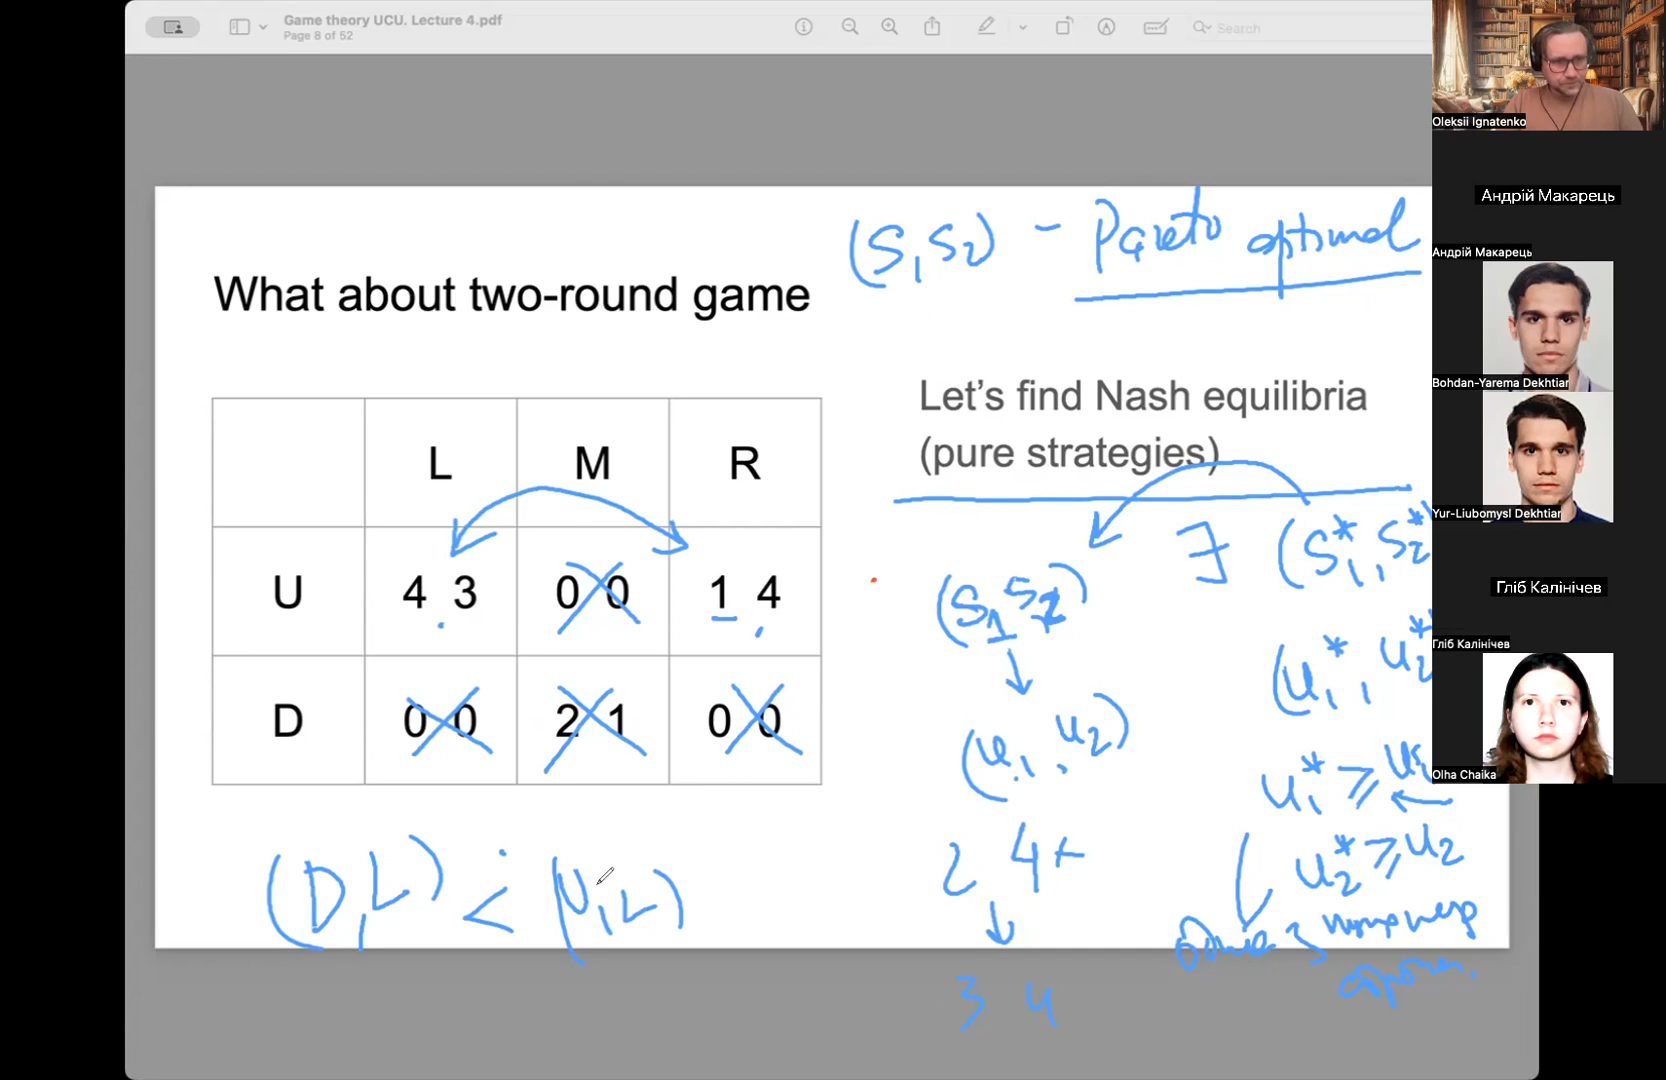 Game theory UCU. Lecture 4.pdf
Page 8 of 52
Search
Oleksii Ignatenko
Андрій Макарець
Андрій Макарець
Bohdan-Yarema Dekhtiar
Yur-Liubomysl Dekhtiar
Гліб Калінічев
Гліб Калінічев
Olha Chaika
(S1 S2) - Pareto optimal
What about two-round game
Let's find Nash equilibria
(pure strategies)
L M R
U 4 3 0 0 1 4
D 0 0 2 1 0 0
∃ (S1*, S2*
(S1 S2)
(u1*, u2*
(u1, u2)
u1* ⩾ u1
2 4 +
u2* ⩾ u2
(D, L) < (U, L)
3 4